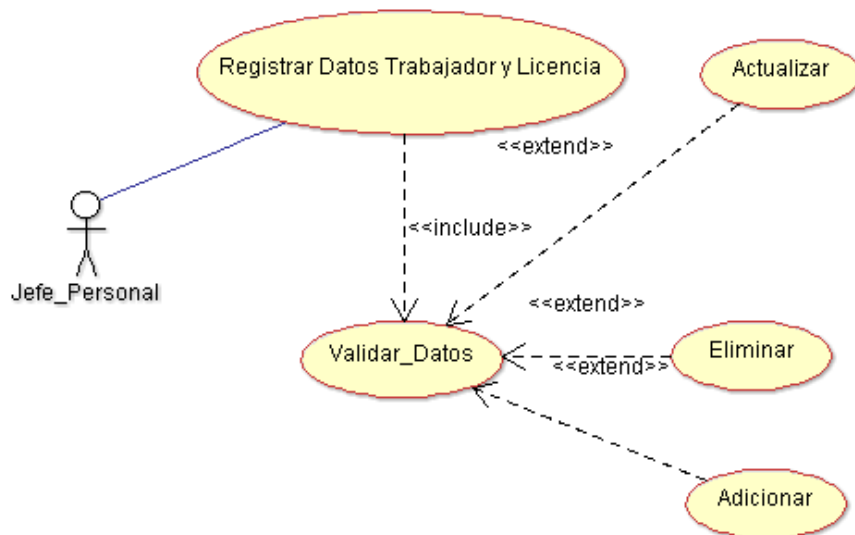 Registrar Datos Trabajador y Licencia
Actualizar
<<extend>>
<<include>>
Jefe_Personal
<<extend>>
Validar_Datos
Eliminar
<<extend>>
Adicionar